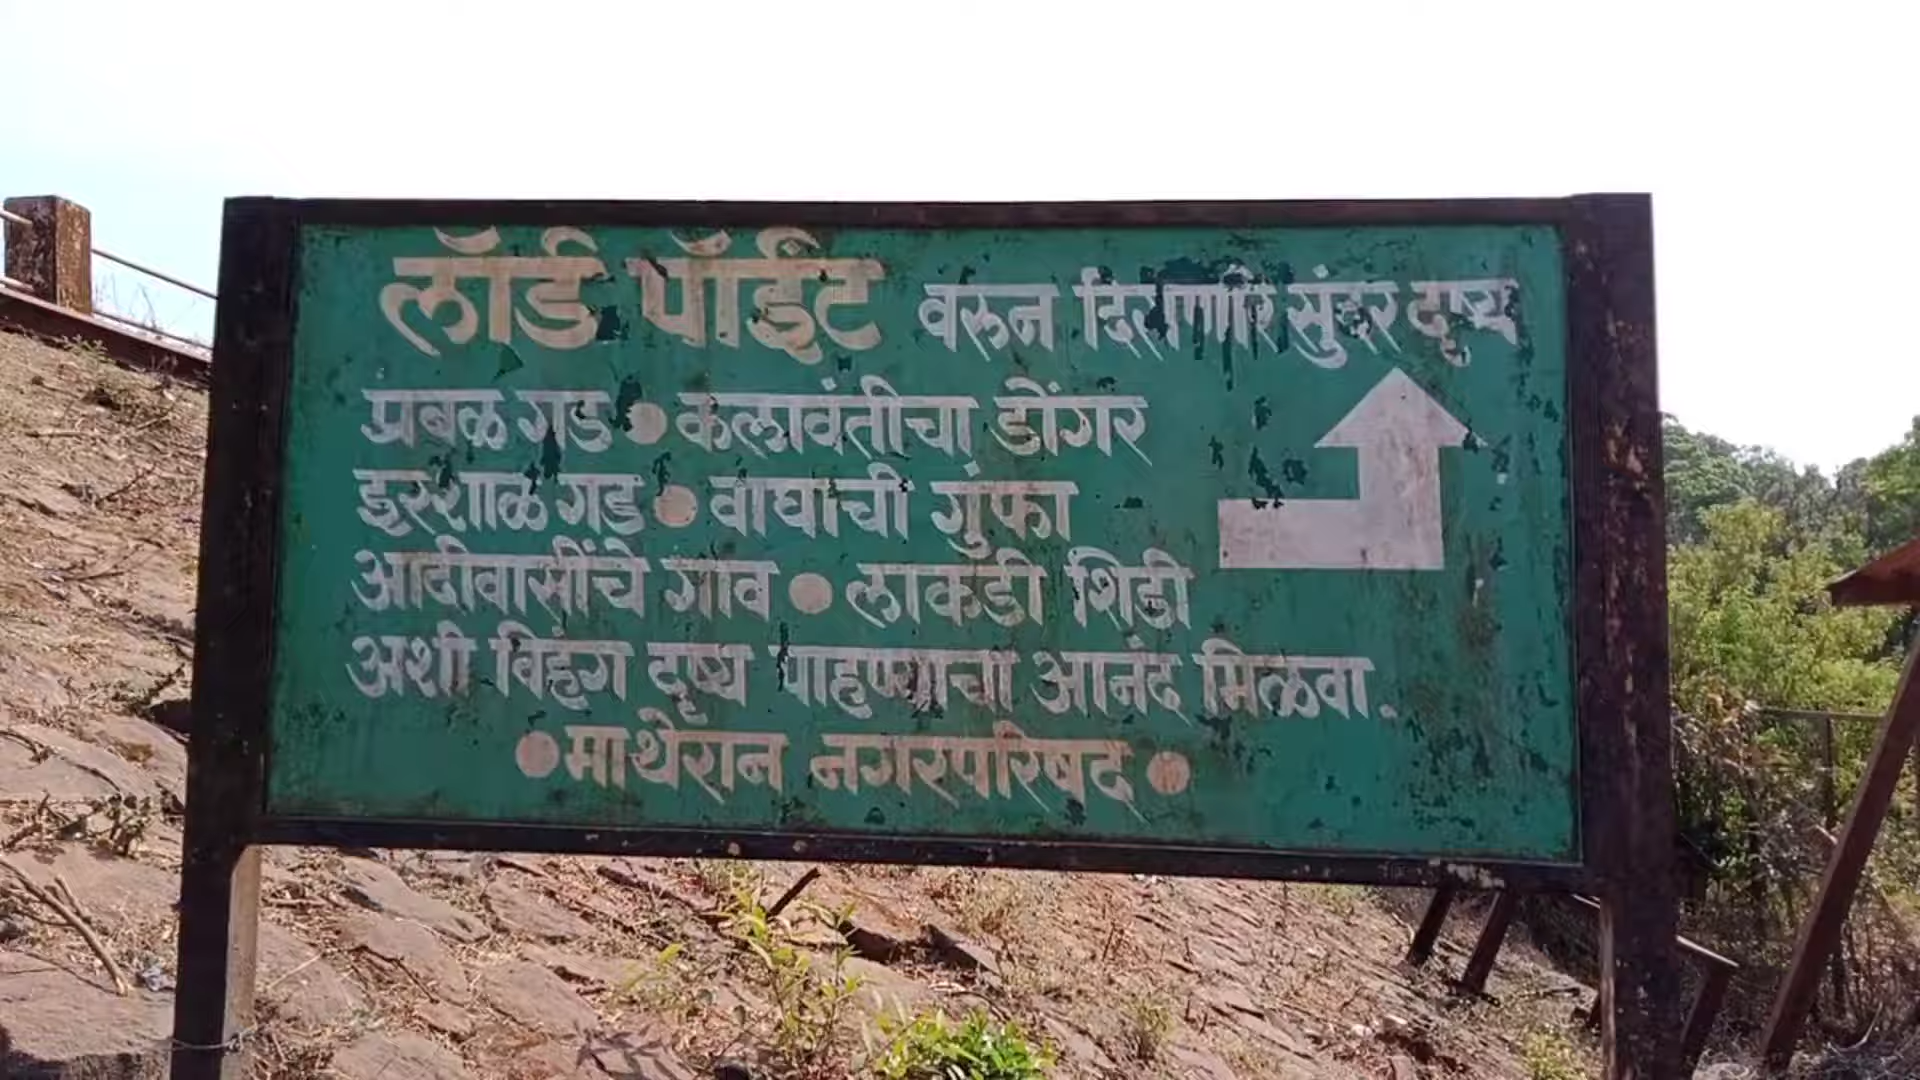 लॉर्ड पॉईंट वरून दिसणारे सुंदर दृष्य
प्रबळ गड • कलावंतीचा डोंगर
इरशाळ गड • वाघाची गुंफा
आदीवासींचे गाव • लाकडी शिडी
अशी विहंग दृष्य पाहण्याचा आनंद मिळवा.
• माथेरान नगरपरिषद •